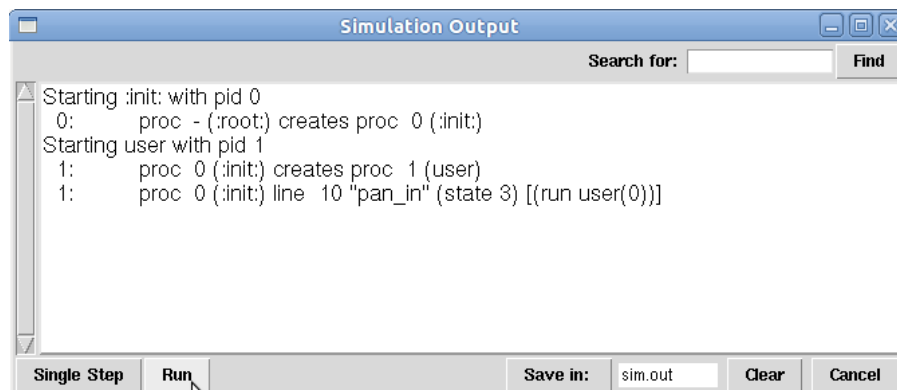 Simulation Output
Search for: Find
Starting :init: with pid 0
0: proc - (:root:) creates proc 0 (:init:)
Starting user with pid 1
1: proc 0 (:init:) creates proc 1 (user)
1: proc 0 (:init:) line 10 "pan_in" (state 3) [(run user(0))]
Single Step Run Save in: sim.out Clear Cancel